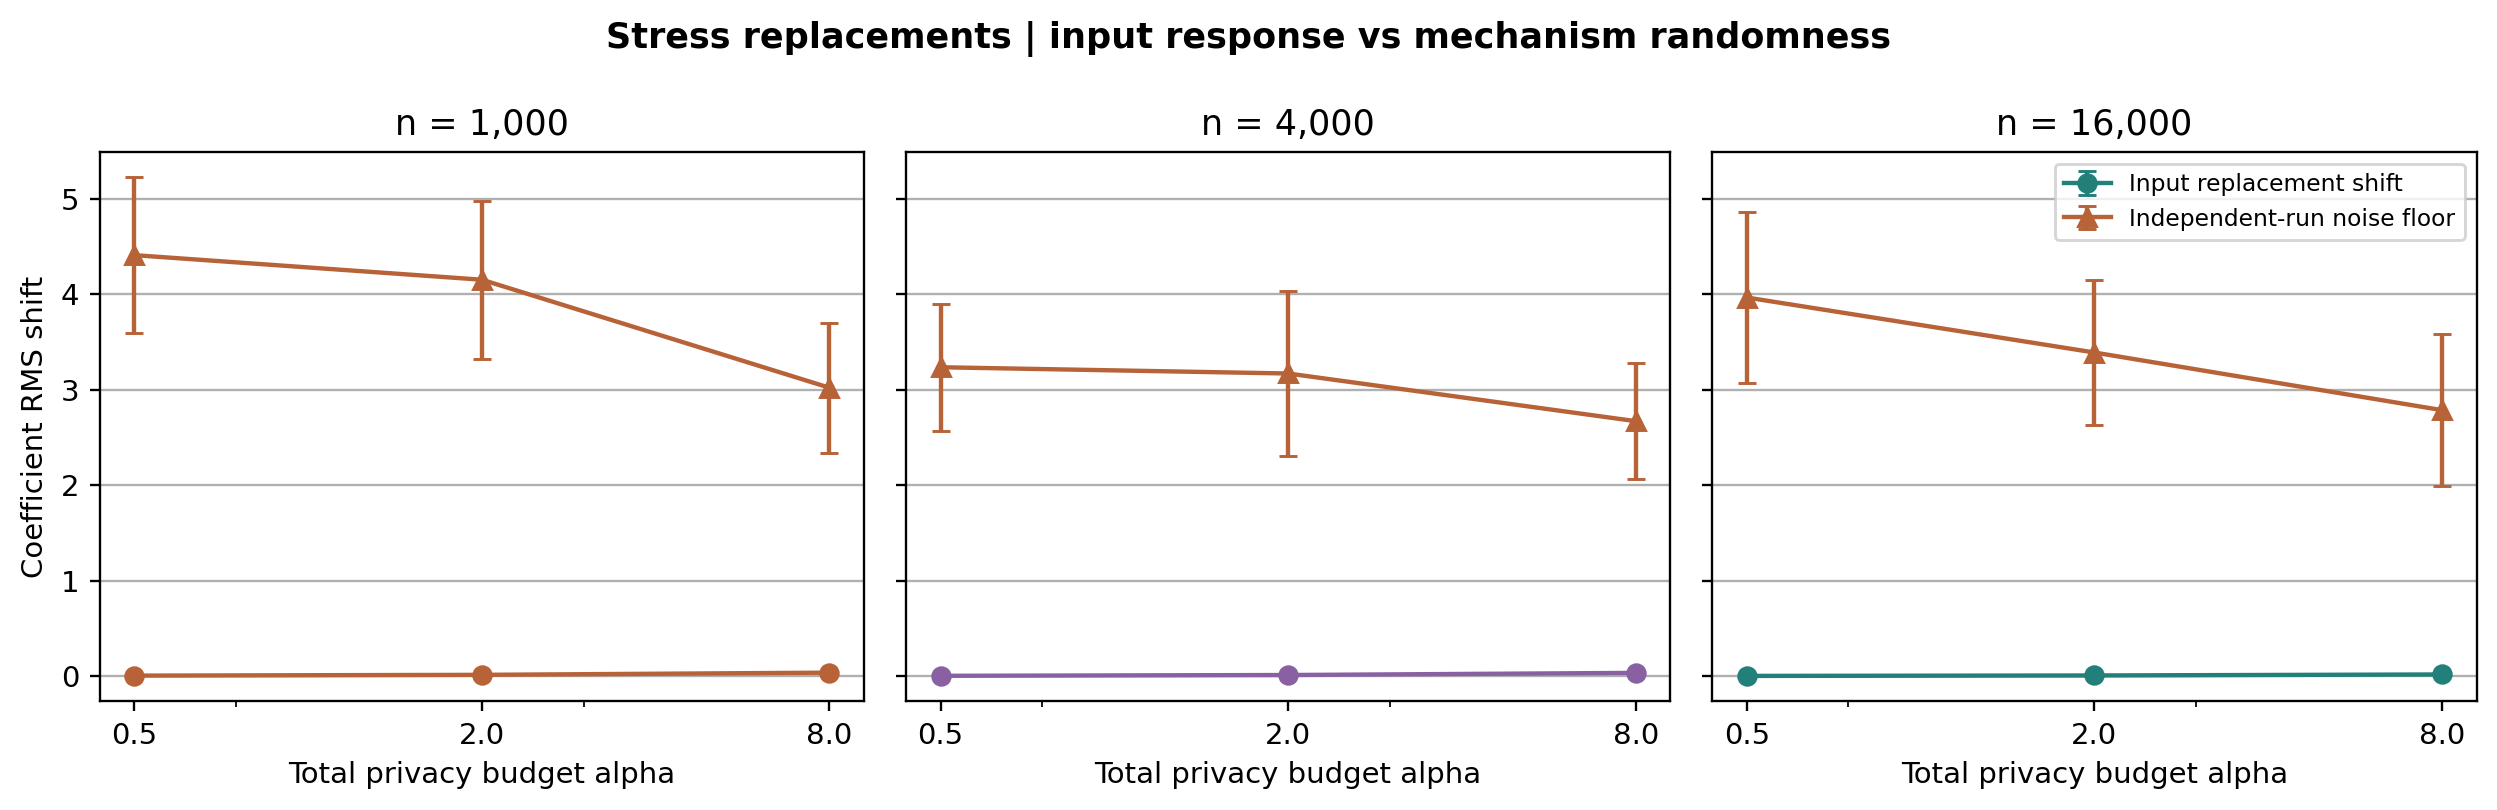 Stress replacements | input response vs mechanism randomness
n = 1,000
n = 4,000
n = 16,000
Input replacement shift
Independent-run noise floor
Coefficient RMS shift
5
4
3
2
1
0
0.5 2.0 8.0
0.5 2.0 8.0
0.5 2.0 8.0
Total privacy budget alpha
Total privacy budget alpha
Total privacy budget alpha